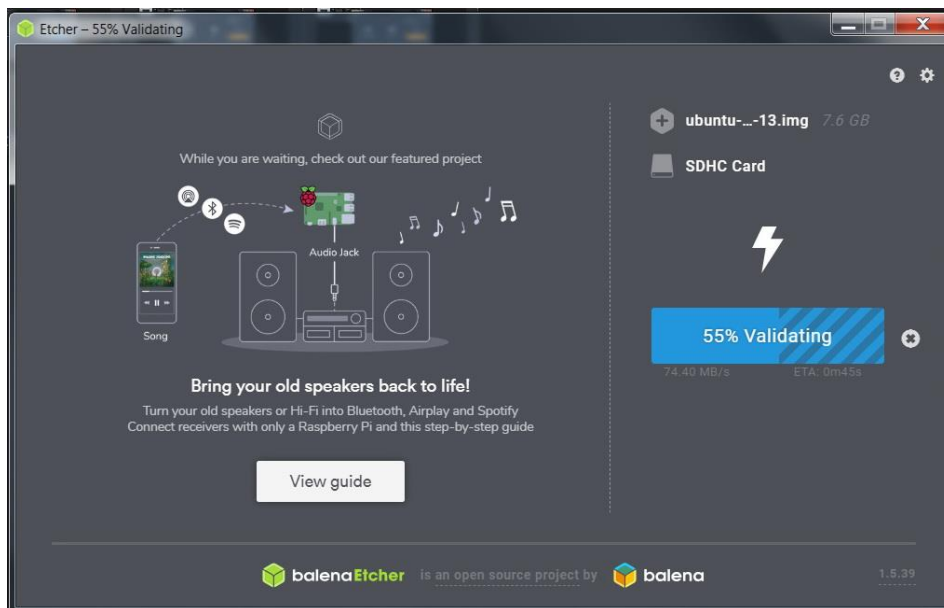 Etcher – 55% Validating
While you are waiting, check out our featured project
Audio Jack
Song
Bring your old speakers back to life!
Turn your old speakers or Hi-Fi into Bluetooth, Airplay and Spotify
Connect receivers with only a Raspberry Pi and this step-by-step guide
View guide
ubuntu-...-13.img 7.6 GB
SDHC Card
55% Validating
74.40 MB/s ETA: 0m45s
balenaEtcher is an open source project by balena
1.5.39